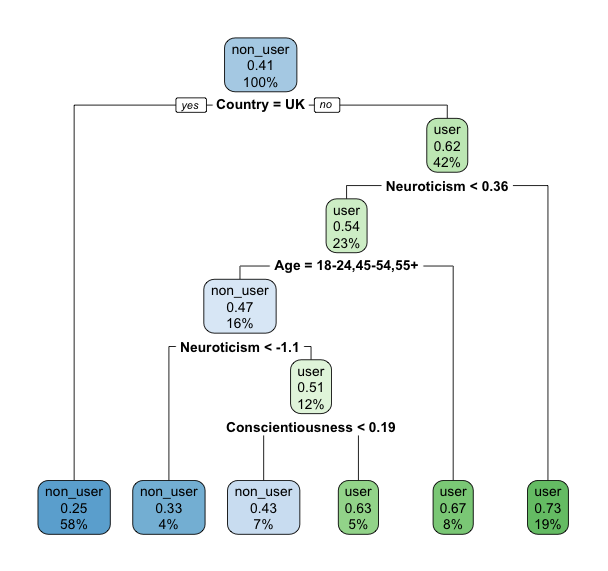 non_user
0.41
100%
yes Country = UK no
user
0.62
42%
Neuroticism < 0.36
user
0.54
23%
Age = 18-24,45-54,55+
non_user
0.47
16%
Neuroticism < -1.1
user
0.51
12%
Conscientiousness < 0.19
non_user
0.25
58%
non_user
0.33
4%
non_user
0.43
7%
user
0.63
5%
user
0.67
8%
user
0.73
19%